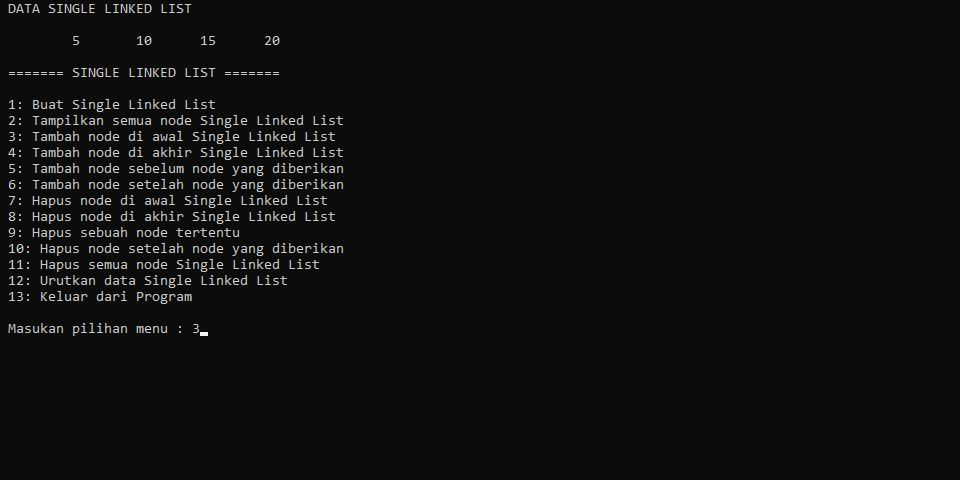 DATA SINGLE LINKED LIST
5 10 15 20
======= SINGLE LINKED LIST =======
1: Buat Single Linked List
2: Tampilkan semua node Single Linked List
3: Tambah node di awal Single Linked List
4: Tambah node di akhir Single Linked List
5: Tambah node sebelum node yang diberikan
6: Tambah node setelah node yang diberikan
7: Hapus node di awal Single Linked List
8: Hapus node di akhir Single Linked List
9: Hapus sebuah node tertentu
10: Hapus node setelah node yang diberikan
11: Hapus semua node Single Linked List
12: Urutkan data Single Linked List
13: Keluar dari Program
Masukan pilihan menu : 3